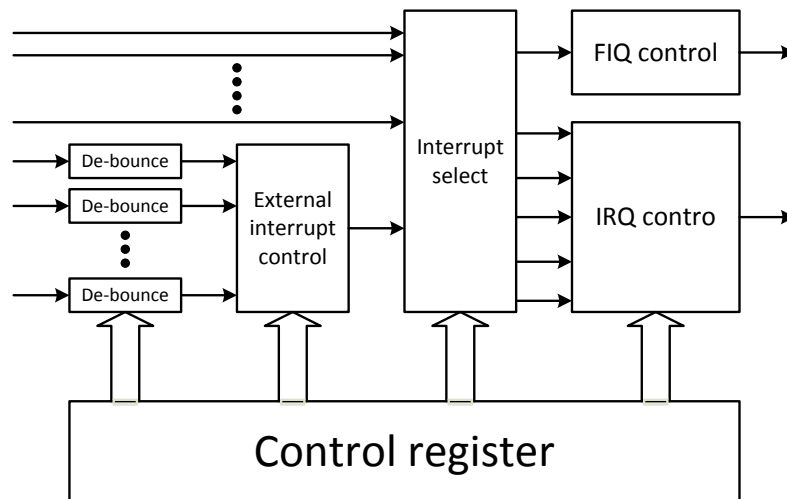 FIQ control
Interrupt
select
De-bounce
De-bounce
De-bounce
External
interrupt
control
IRQ contro
Control register